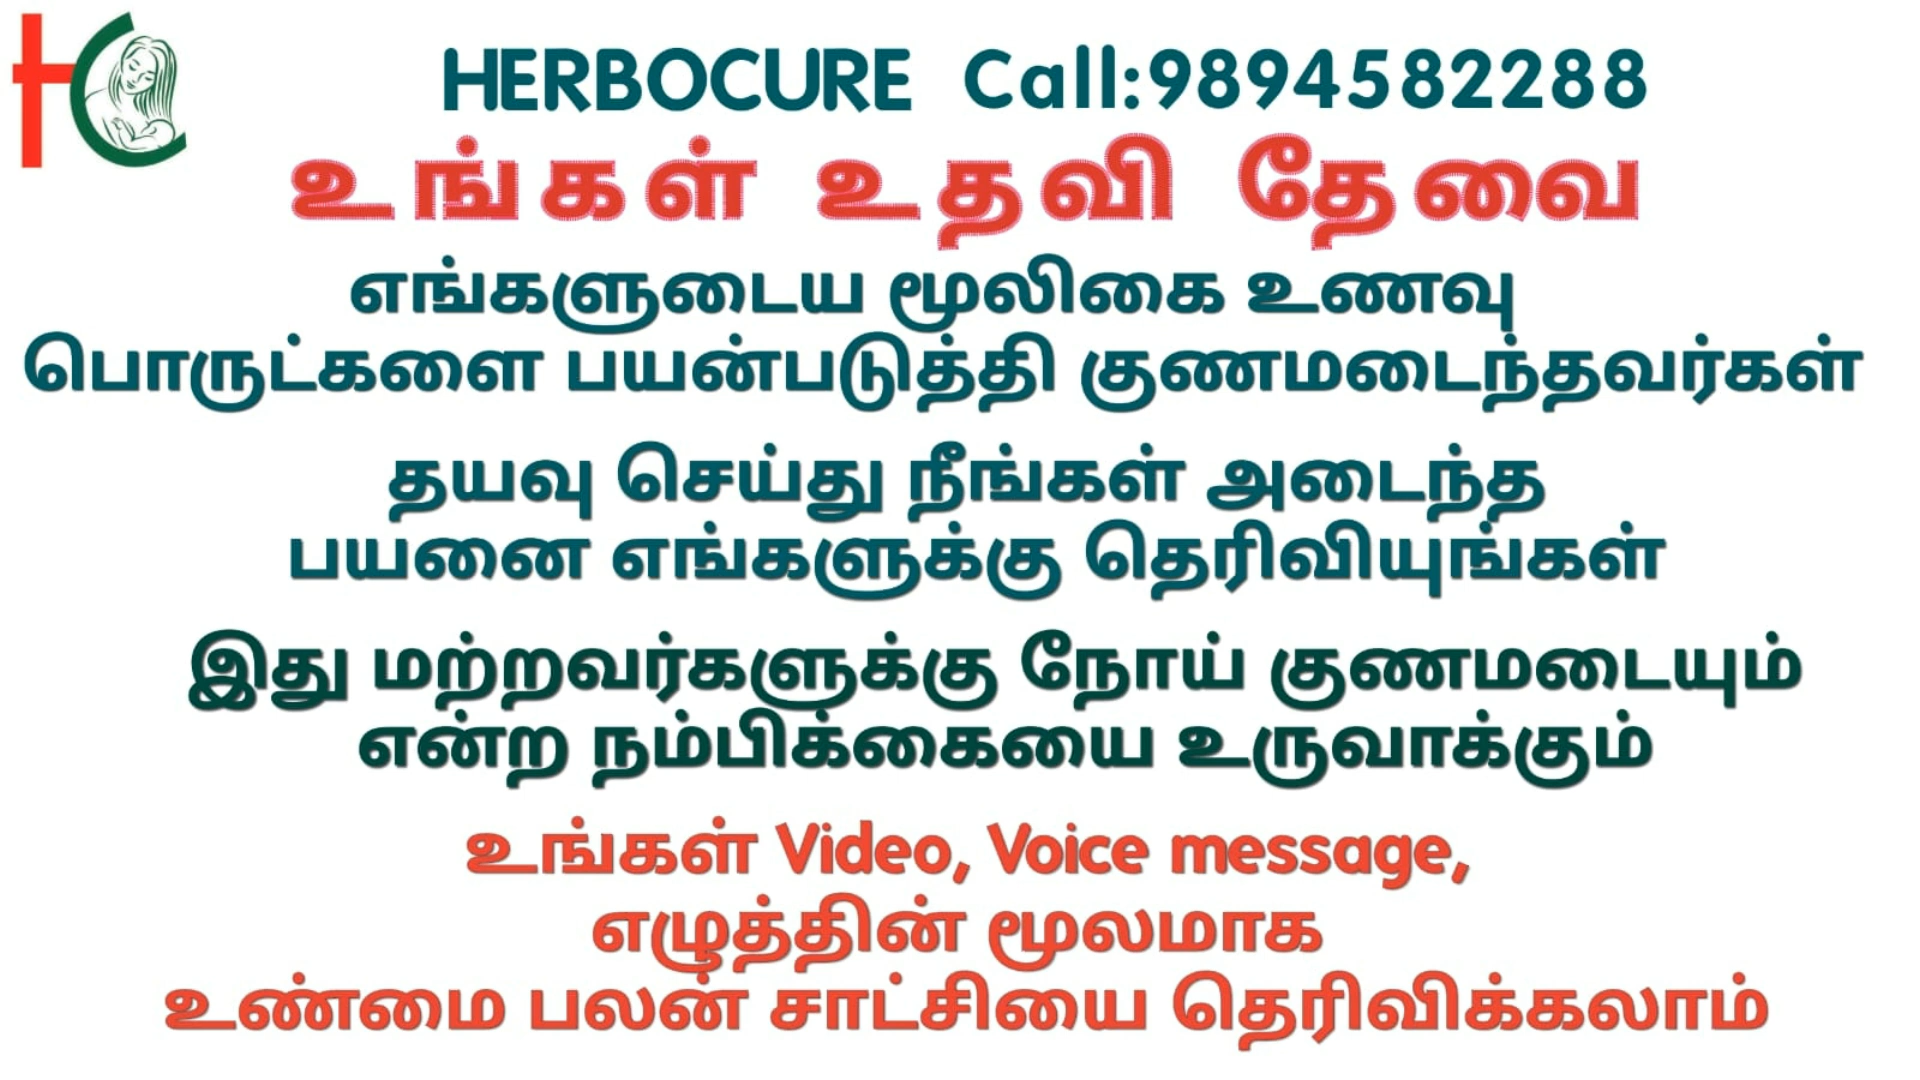 HERBOCURE Call:9894582288
உங்கள் உதவி தேவை
எங்களுடைய மூலிகை உணவு
பொருட்களை பயன்படுத்தி குணமடைந்தவர்கள்
தயவு செய்து நீங்கள் அடைந்த
பயனை எங்களுக்கு தெரிவியுங்கள்
இது மற்றவர்களுக்கு நோய் குணமடையும்
என்ற நம்பிக்கையை உருவாக்கும்
உங்கள் Video, Voice message,
எழுத்தின் மூலமாக
உண்மை பலன் சாட்சியை தெரிவிக்கலாம்